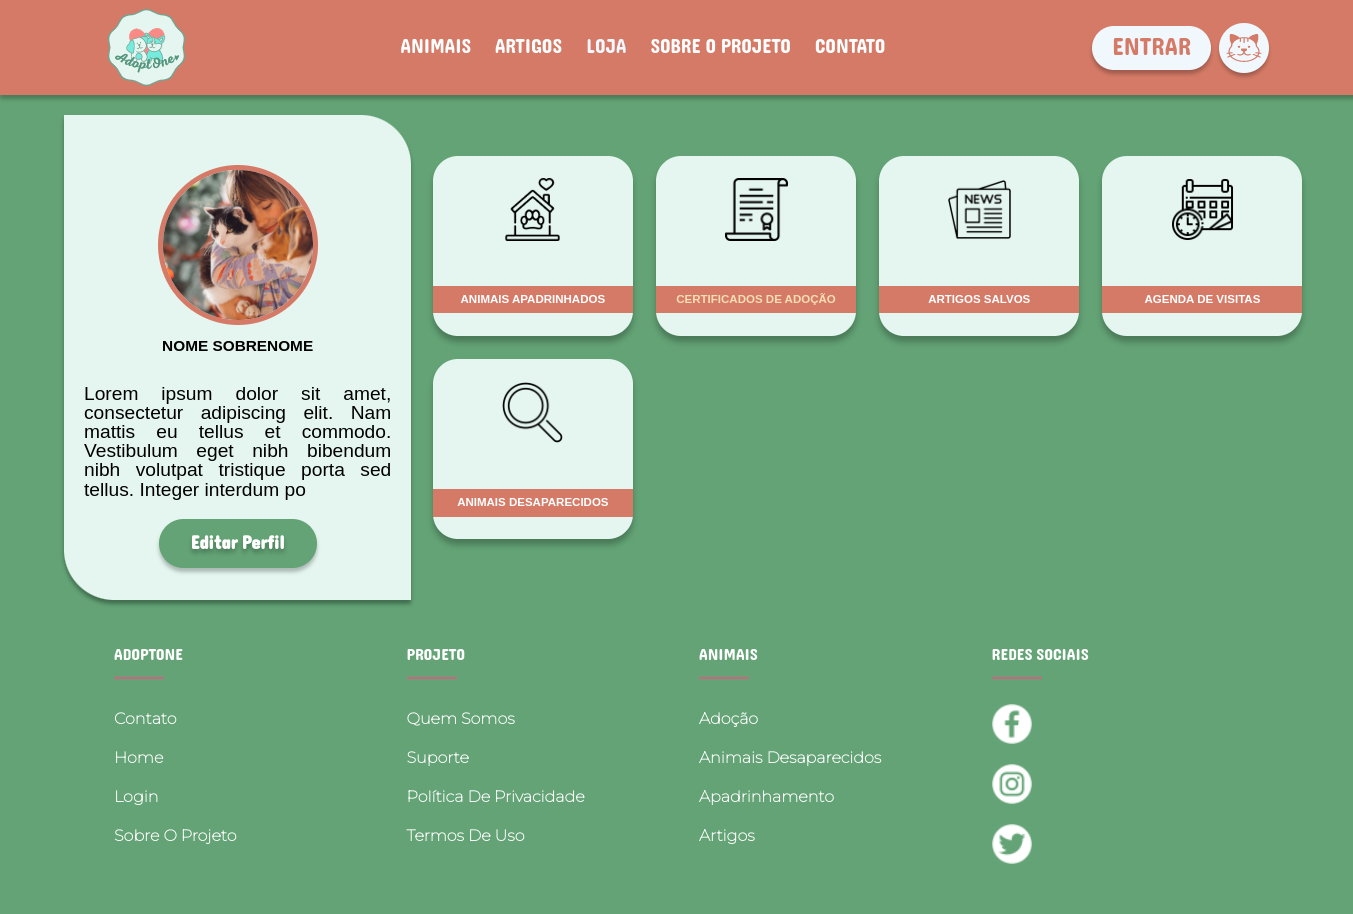 AdoptOne
ANIMAIS ARTIGOS LOJA SOBRE O PROJETO CONTATO
ENTRAR
NOME SOBRENOME
Lorem ipsum dolor sit amet,
consectetur adipiscing elit. Nam
mattis eu tellus et commodo.
Vestibulum eget nibh bibendum
nibh volutpat tristique porta sed
tellus. Integer interdum po
Editar Perfil
ANIMAIS APADRINHADOS
CERTIFICADOS DE ADOÇÃO
NEWS
ARTIGOS SALVOS
AGENDA DE VISITAS
ANIMAIS DESAPARECIDOS
ADOPTONE
Contato
Home
Login
Sobre O Projeto
PROJETO
Quem Somos
Suporte
Política De Privacidade
Termos De Uso
ANIMAIS
Adoção
Animais Desaparecidos
Apadrinhamento
Artigos
REDES SOCIAIS